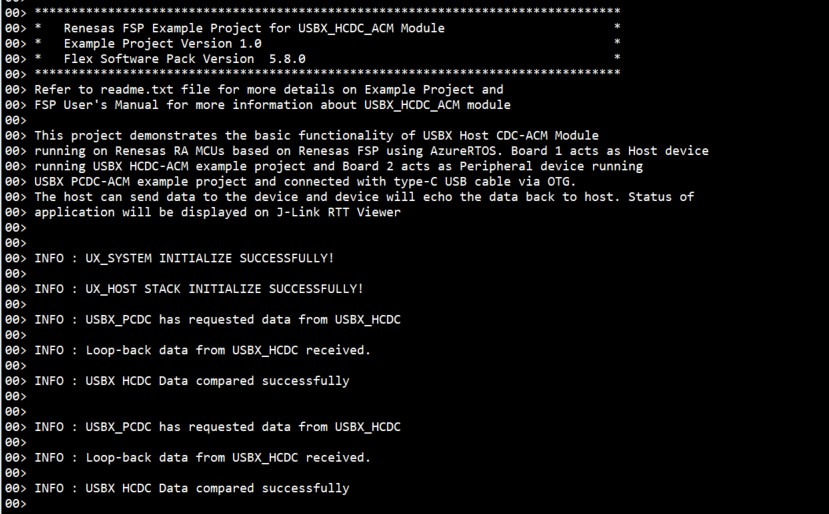 00>
00> *********************************************************************************
00> *   Renesas FSP Example Project for USBX_HCDC_ACM Module                       *
00> *   Example Project Version 1.0                                                *
00> *   Flex Software Pack Version  5.8.0                                          *
00> *********************************************************************************
00> Refer to readme.txt file for more details on Example Project and
00> FSP User's Manual for more information about USBX_HCDC_ACM module
00>
00> This project demonstrates the basic functionality of USBX Host CDC-ACM Module
00> running on Renesas RA MCUs based on Renesas FSP using AzureRTOS. Board 1 acts as Host device
00> running USBX HCDC-ACM example project and Board 2 acts as Peripheral device running
00> USBX PCDC-ACM example project and connected with type-C USB cable via OTG.
00> The host can send data to the device and device will echo the data back to host. Status of
00> application will be displayed on J-Link RTT Viewer
00>
00>
00> INFO : UX_SYSTEM INITIALIZE SUCCESSFULLY!
00>
00> INFO : UX_HOST STACK INITIALIZE SUCCESSFULLY!
00>
00> INFO : USBX_PCDC has requested data from USBX_HCDC
00>
00> INFO : Loop-back data from USBX_HCDC received.
00>
00> INFO : USBX HCDC Data compared successfully
00>
00>
00> INFO : USBX_PCDC has requested data from USBX_HCDC
00>
00> INFO : Loop-back data from USBX_HCDC received.
00>
00> INFO : USBX HCDC Data compared successfully
00>